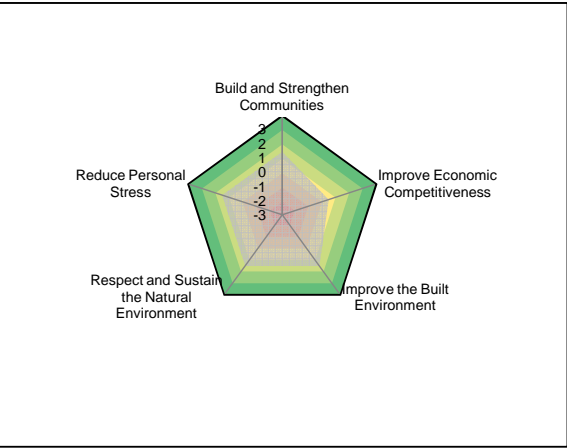 Build and Strengthen
Communities
3
2
1
0
-1
-2
-3
Reduce Personal
Stress
Improve Economic
Competitiveness
Respect and Sustain
the Natural
Environment
Improve the Built
Environment